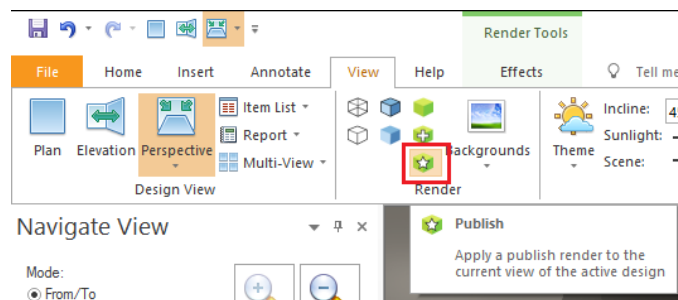 Render Tools
File Home Insert Annotate View Help Effects Tell me
Plan Elevation Perspective Item List Report Multi-View Backgrounds Theme Incline: 4
Sunlight:
Scene:
Design View Render
Navigate View
Publish
Apply a publish render to the
current view of the active design
Mode:
From/To